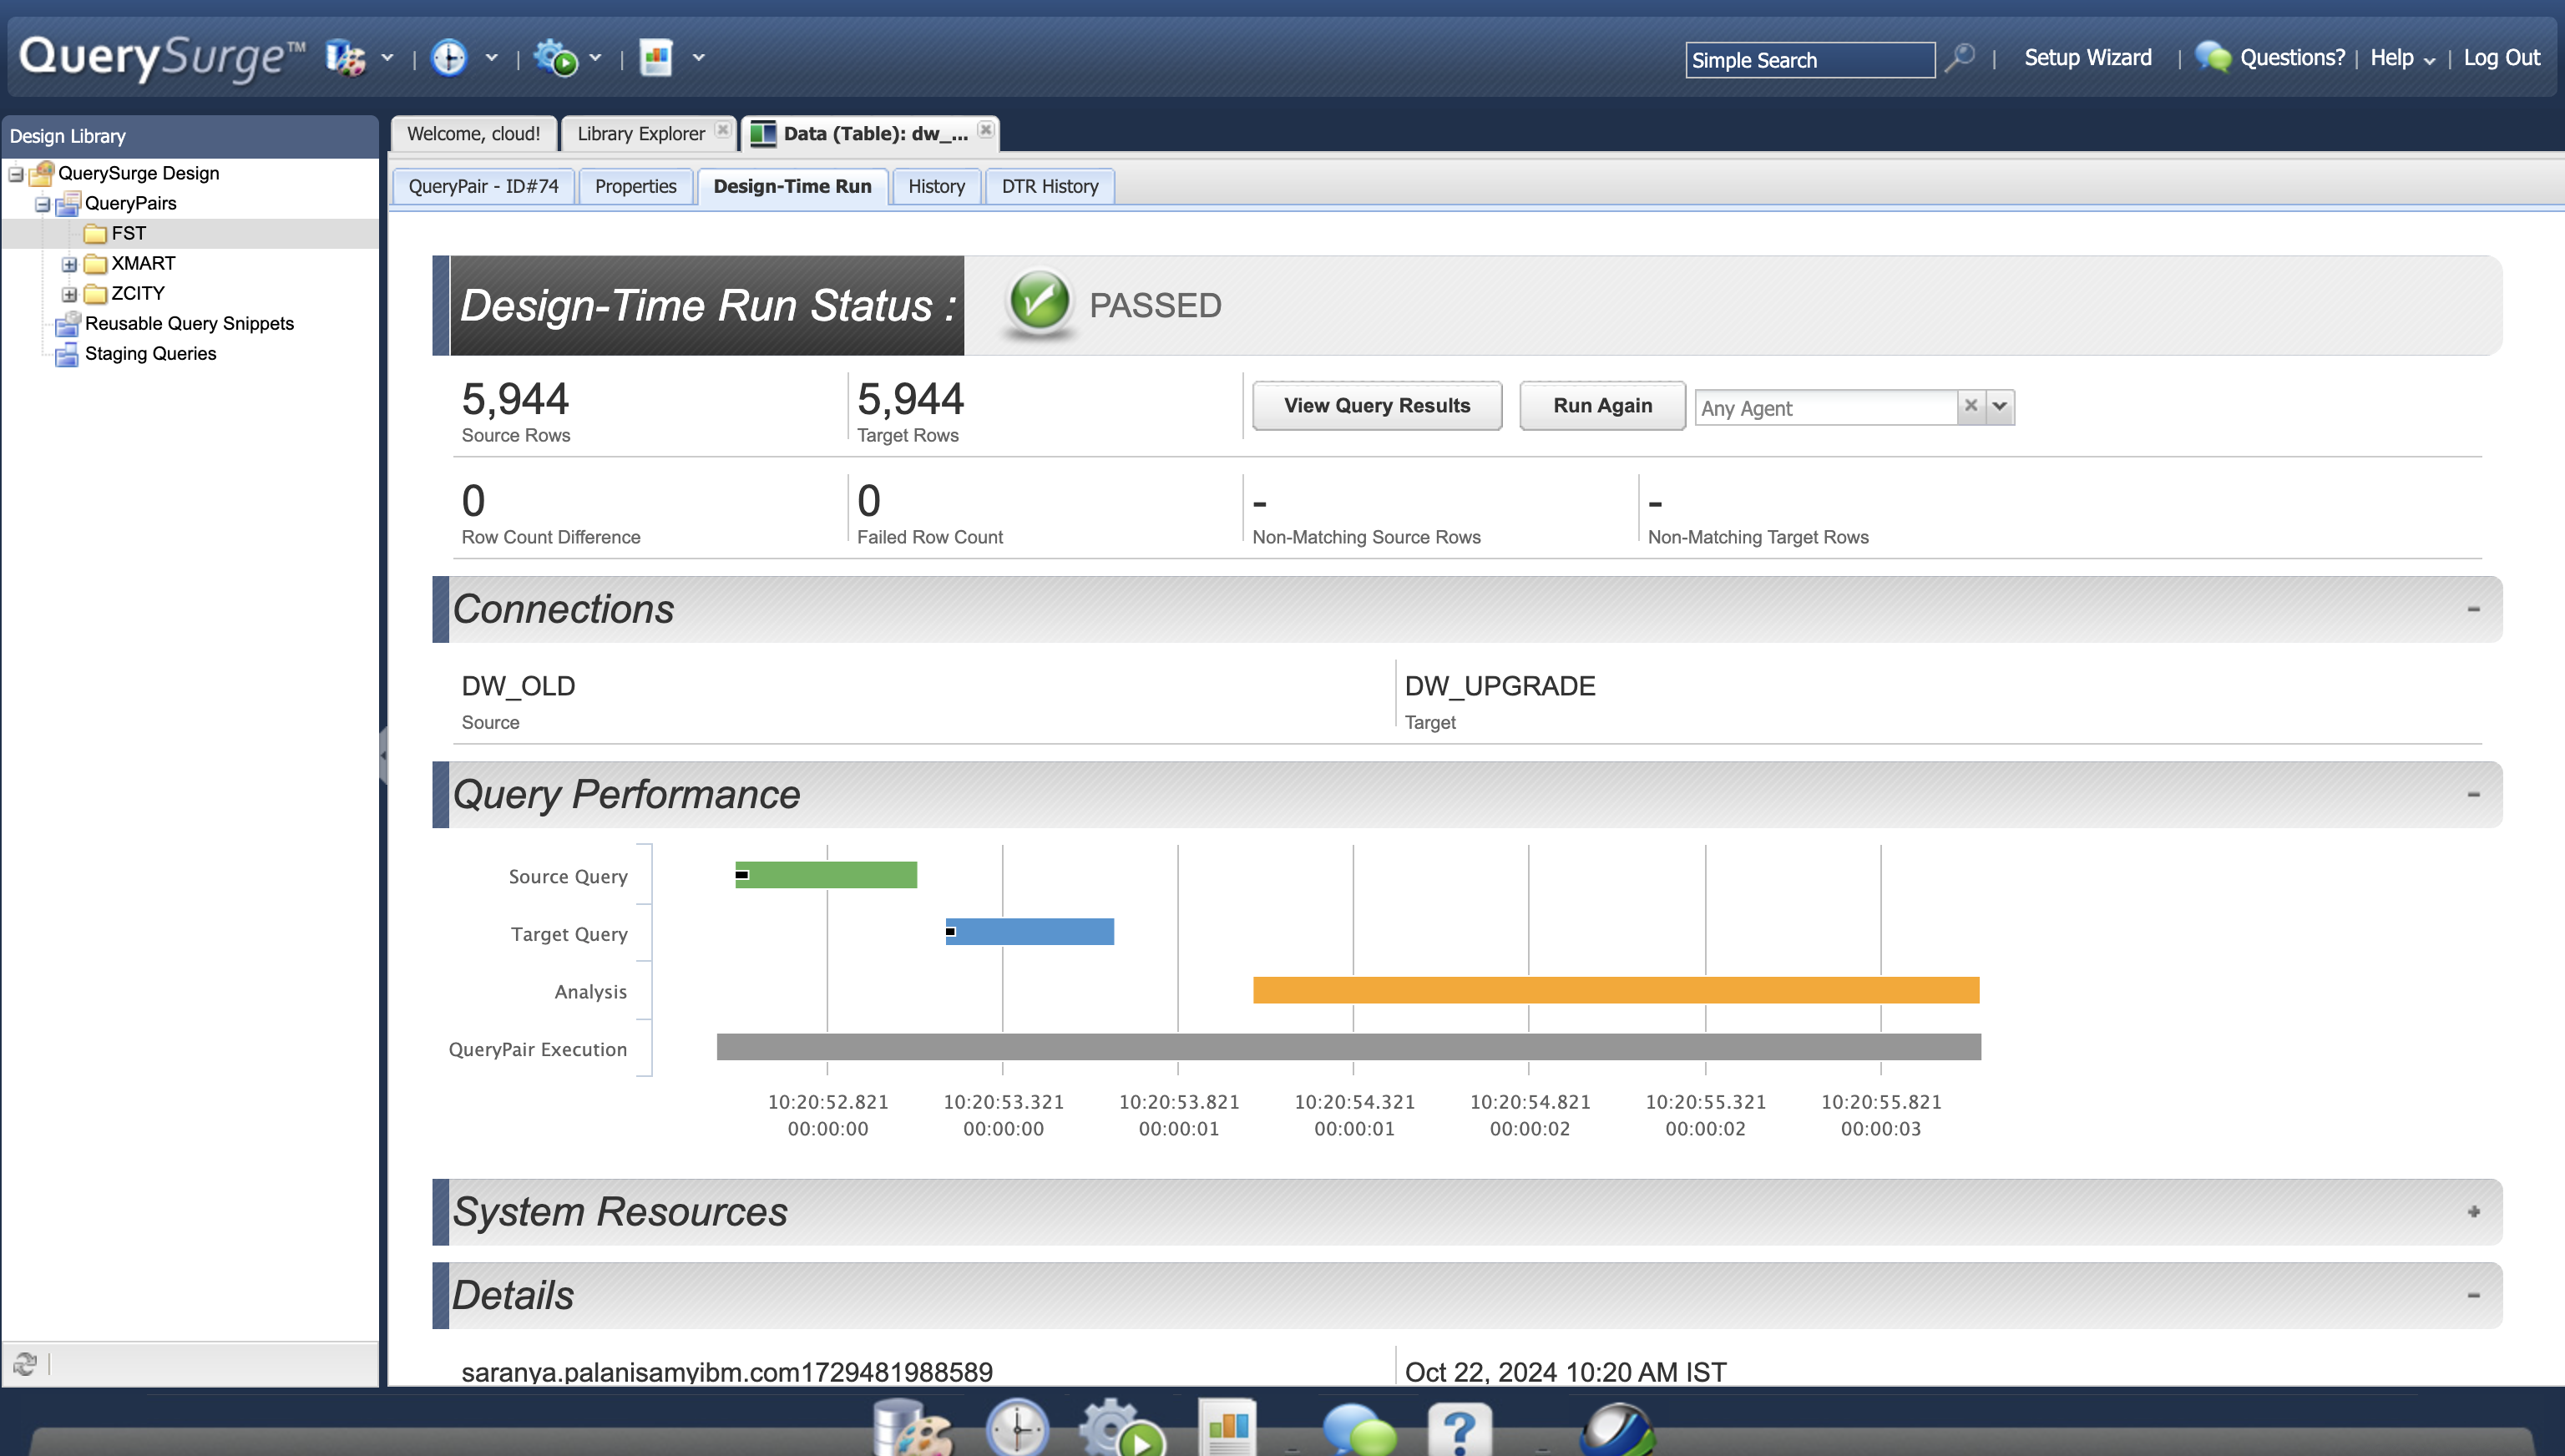 QuerySurge™
Simple Search
Setup Wizard
Questions?
Help
Log Out
Design Library
QuerySurge Design
QueryPairs
FST
XMART
ZCITY
Reusable Query Snippets
Staging Queries
Welcome, cloud!
Library Explorer
Data (Table): dw_...
QueryPair - ID#74
Properties
Design-Time Run
History
DTR History
Design-Time Run Status :
PASSED
5,944
Source Rows
5,944
Target Rows
View Query Results
Run Again
Any Agent
0
Row Count Difference
0
Failed Row Count
-
Non-Matching Source Rows
-
Non-Matching Target Rows
Connections
DW_OLD
Source
DW_UPGRADE
Target
Query Performance
Source Query
Target Query
Analysis
QueryPair Execution
10:20:52.821 10:20:53.321 10:20:53.821 10:20:54.321 10:20:54.821 10:20:55.321 10:20:55.821
00:00:00 00:00:00 00:00:01 00:00:01 00:00:02 00:00:02 00:00:03
System Resources
Details
saranya.palanisamyibm.com1729481988589
Oct 22, 2024 10:20 AM IST